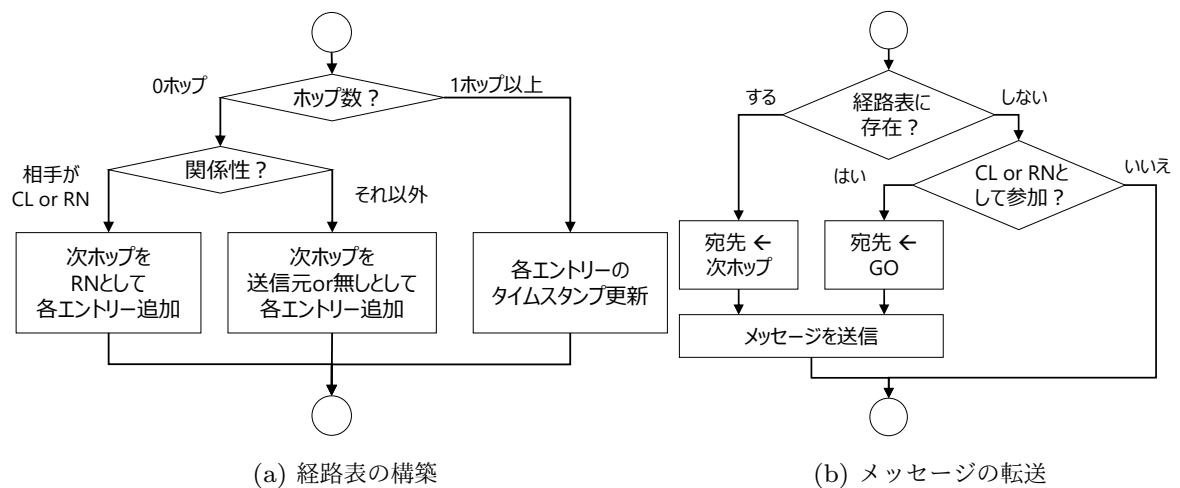 ホップ数？
0ホップ
1ホップ以上
関係性？
相手が
CL or RN
それ以外
次ホップを
RNとして
各エントリー追加
次ホップを
送信元or無しとして
各エントリー追加
各エントリーの
タイムスタンプ更新
(a) 経路表の構築
経路表に
存在？
する
しない
CL or RNと
して参加？
はい
いいえ
宛先 ←
次ホップ
宛先 ←
GO
メッセージを送信
(b) メッセージの転送